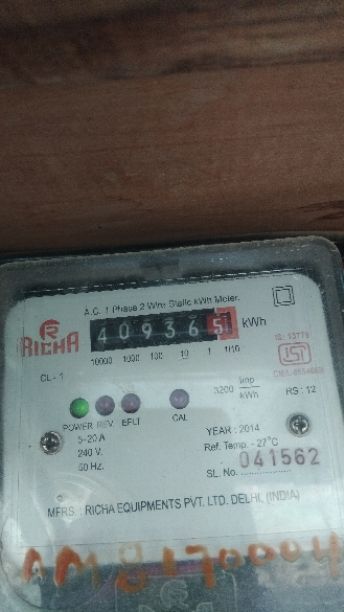 A.C. 1 Phase 2 Wire Static kWh Meter.
RICHA
409365 kWh
10000 1000 100 10 1 1/10
IS: 13779
ISI
CL - 1
3200 imp/kWh
RS : 12
POWER REV. EFLT CAL
5-20 A
240 V.
50 Hz.
YEAR : 2014
Ref. Temp. - 27°C
SL. No. 041562
MFRS. : RICHA EQUIPMENTS PVT. LTD. DELHI, (INDIA)